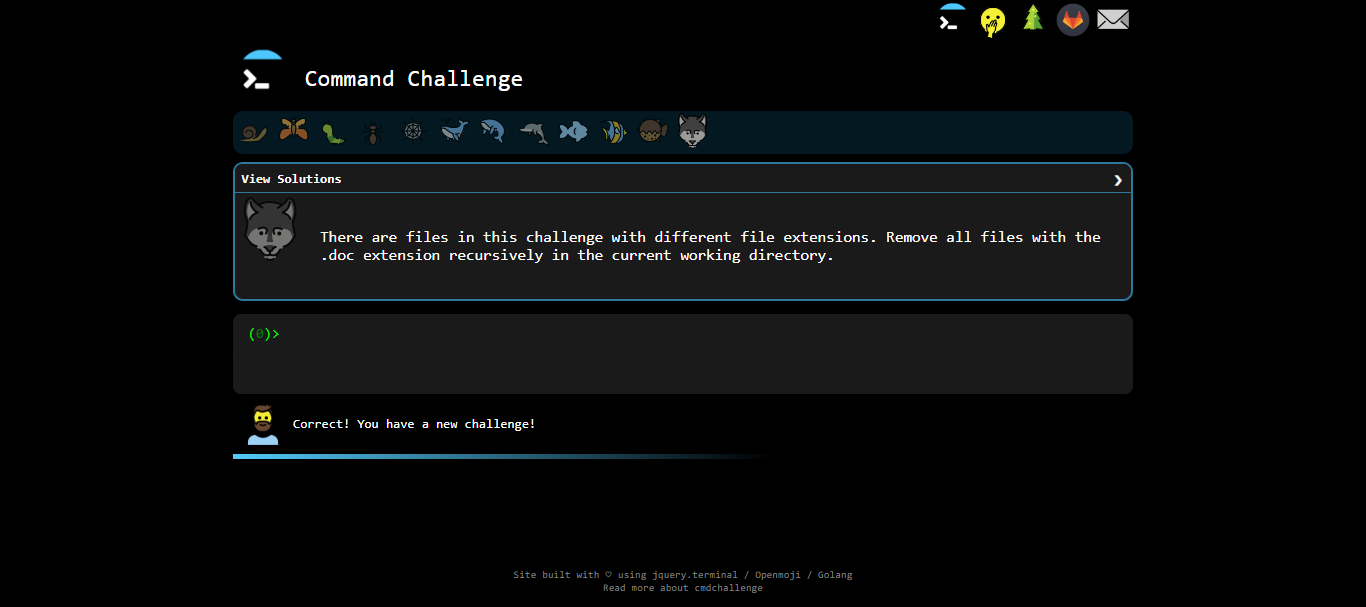 Command Challenge
View Solutions
There are files in this challenge with different file extensions. Remove all files with the
.doc extension recursively in the current working directory.
(0)>
Correct! You have a new challenge!
Site built with ♡ using jquery.terminal / Openmoji / Golang
Read more about cmdchallenge